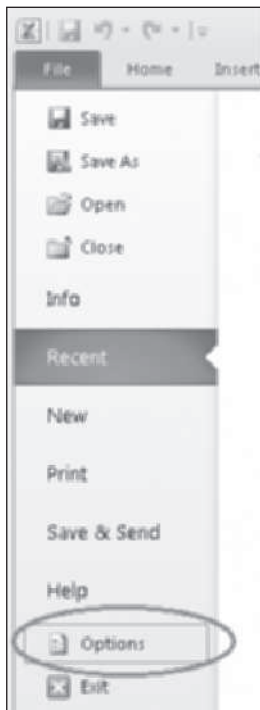 File Home Insert
Save
Save As
Open
Close
Info
Recent
New
Print
Save & Send
Help
Options
Exit